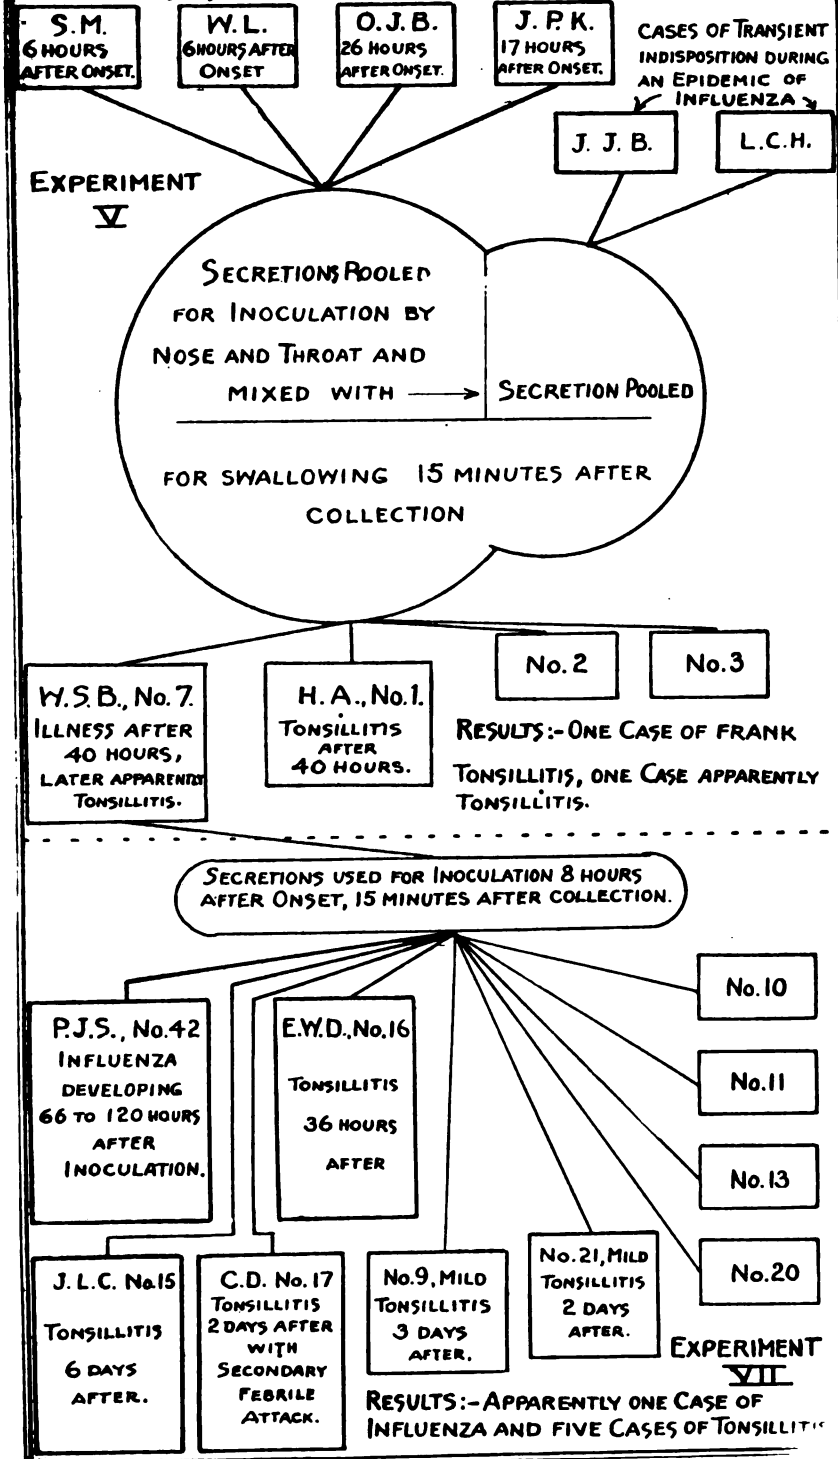 S.M.
6 HOURS
AFTER ONSET.
W.L.
6 HOURS AFTER
ONSET
O.J.B.
26 HOURS
AFTER ONSET.
J.P.K.
17 HOURS
AFTER ONSET.
CASES OF TRANSIENT
INDISPOSITION DURING
AN EPIDEMIC OF
INFLUENZA
J. J. B.
L.C.H.
EXPERIMENT
V
SECRETIONS POOLED
FOR INOCULATION BY
NOSE AND THROAT AND
MIXED WITH → SECRETION POOLED
FOR SWALLOWING 15 MINUTES AFTER
COLLECTION
W.S.B., No. 7.
ILLNESS AFTER
40 HOURS,
LATER APPARENTLY
TONSILLITIS.
H.A., No.1.
TONSILLITIS
AFTER
40 HOURS.
No. 2
No. 3
RESULTS:- ONE CASE OF FRANK
TONSILLITIS, ONE CASE APPARENTLY
TONSILLITIS.
SECRETIONS USED FOR INOCULATION 8 HOURS
AFTER ONSET, 15 MINUTES AFTER COLLECTION.
P.J.S., No.42
INFLUENZA
DEVELOPING
66 TO 120 HOURS
AFTER
INOCULATION.
E.W.D., No.16
TONSILLITIS
36 HOURS
AFTER
No.10
No.11
No.13
No.20
J.L.C. No.15
TONSILLITIS
6 DAYS
AFTER.
C.D. No.17
TONSILLITIS
2 DAYS AFTER
WITH
SECONDARY
FEBRILE
ATTACK.
No.9, MILD
TONSILLITIS
3 DAYS
AFTER.
No.21, MILD
TONSILLITIS
2 DAYS
AFTER.
EXPERIMENT
VII
RESULTS:- APPARENTLY ONE CASE OF
INFLUENZA AND FIVE CASES OF TONSILLITIS